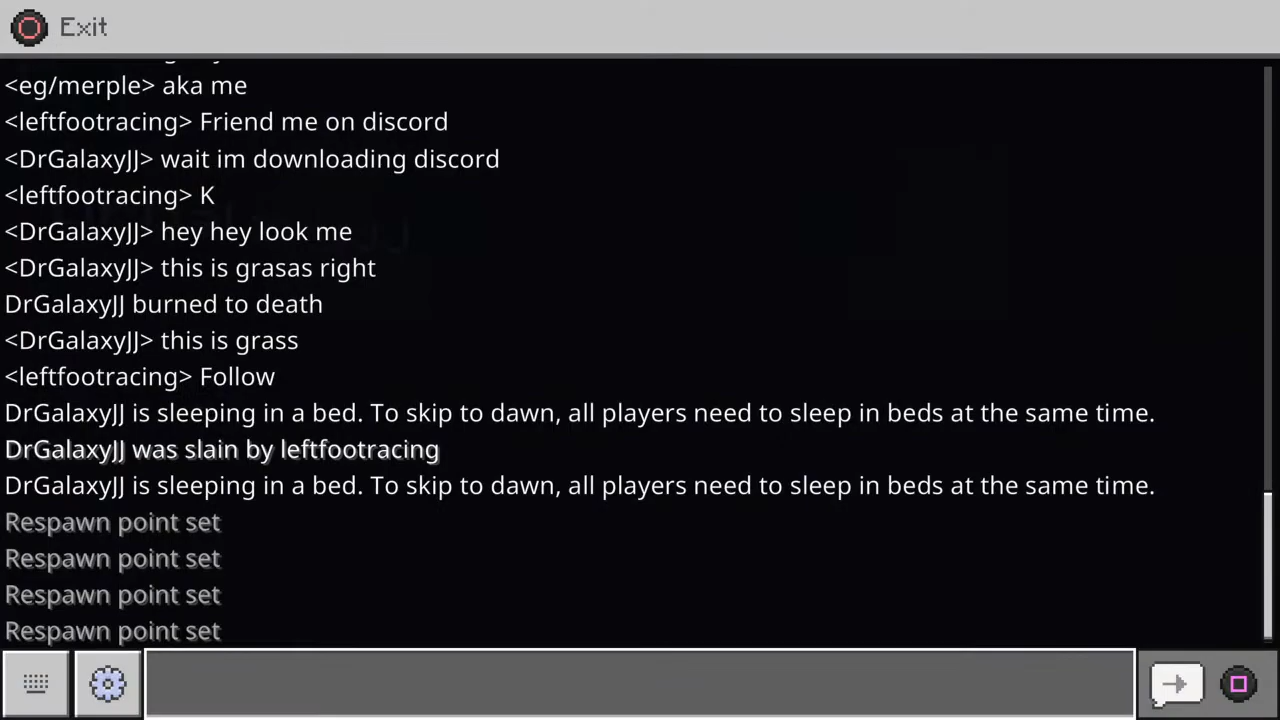 Exit
<eg/merple> aka me
<leftfootracing> Friend me on discord
<DrGalaxyJJ> wait im downloading discord
<leftfootracing> K
<DrGalaxyJJ> hey hey look me
<DrGalaxyJJ> this is grasas right
DrGalaxyJJ burned to death
<DrGalaxyJJ> this is grass
<leftfootracing> Follow
DrGalaxyJJ is sleeping in a bed. To skip to dawn, all players need to sleep in beds at the same time.
DrGalaxyJJ was slain by leftfootracing
DrGalaxyJJ is sleeping in a bed. To skip to dawn, all players need to sleep in beds at the same time.
Respawn point set
Respawn point set
Respawn point set
Respawn point set